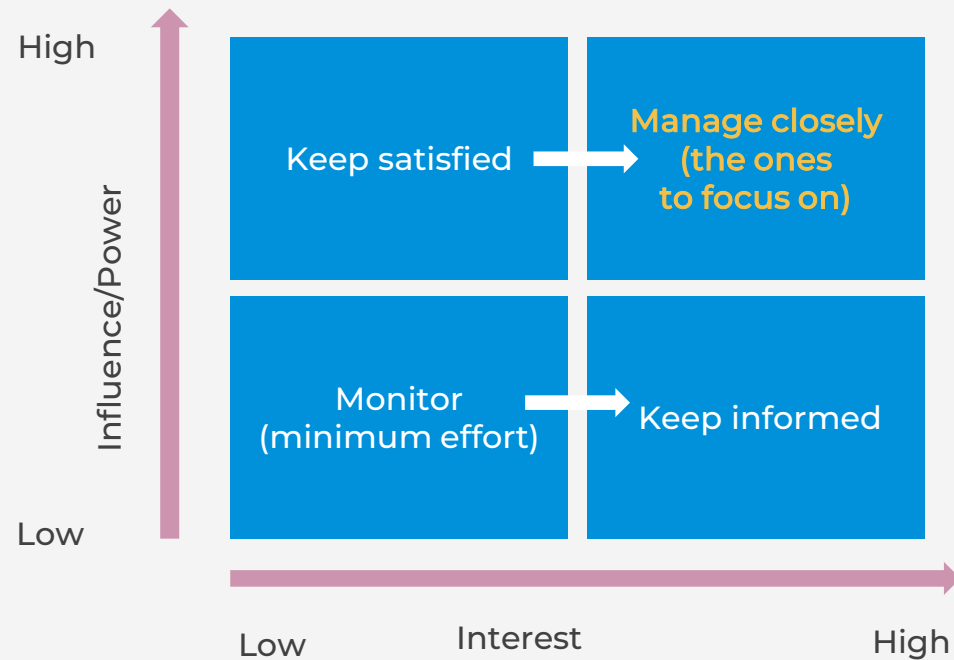 High
Influence/Power
Low
Keep satisfied
Manage closely
(the ones
to focus on)
Monitor
(minimum effort)
Keep informed
Low
Interest
High